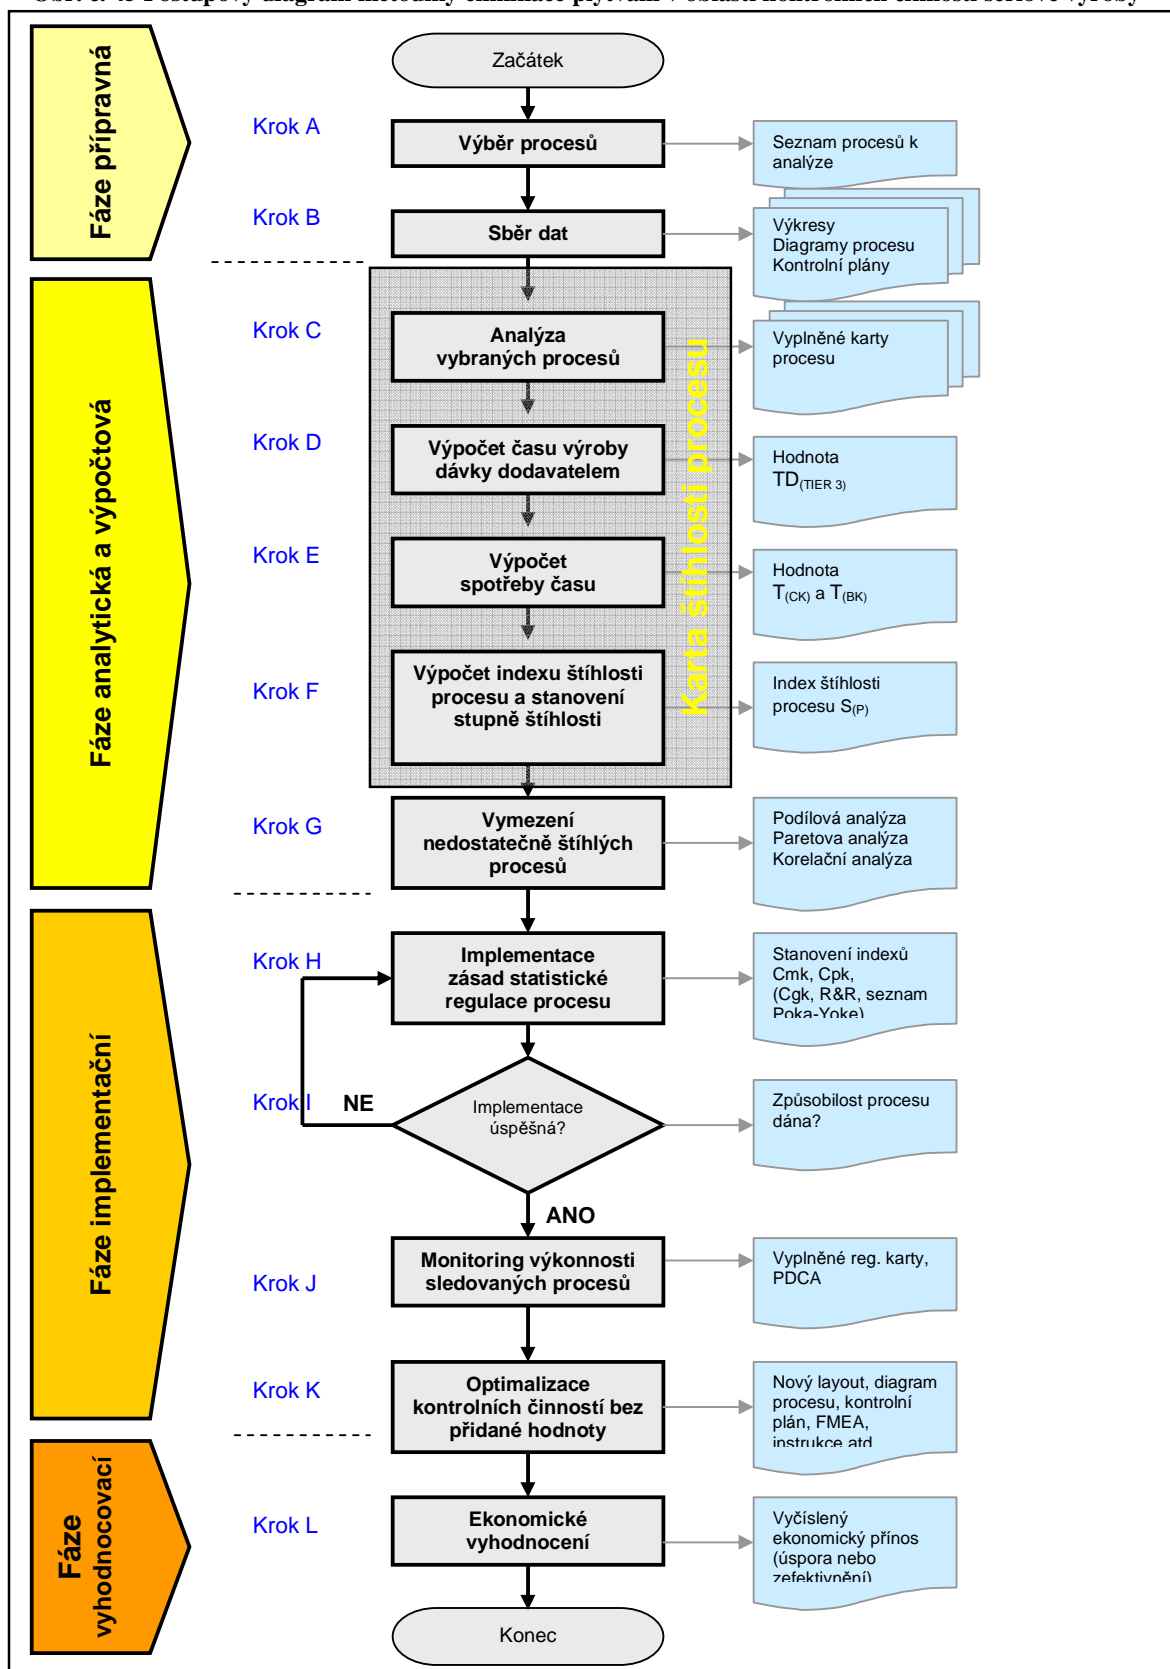 Začátek
Fáze přípravná
Krok A
Výběr procesů
Seznam procesů k
analýze
Krok B
Sběr dat
Výkresy
Diagramy procesu
Kontrolní plány
Fáze analytická a výpočtová
Karta štíhlosti procesu
Krok C
Analýza
vybraných procesů
Vyplněné karty
procesu
Krok D
Výpočet času výroby
dávky dodavatelem
Hodnota
TD(TIER 3)
Krok E
Výpočet
spotřeby času
Hodnota
T(CK) a T(BK)
Krok F
Výpočet indexu štíhlosti
procesu a stanovení
stupně štíhlosti
Index štíhlosti
procesu S(P)
Krok G
Vymezení
nedostatečně štíhlých
procesů
Podílová analýza
Paretova analýza
Korelační analýza
Fáze implementační
Krok H
Implementace
zásad statistické
regulace procesu
Stanovení indexů
Cmk, Cpk,
(Cgk, R&R, seznam
Poka-Yoke)
Krok I
NE
Implementace
úspěšná?
Způsobilost procesu
dána?
ANO
Krok J
Monitoring výkonnosti
sledovaných procesů
Vyplněné reg. karty,
PDCA
Krok K
Optimalizace
kontrolních činností bez
přidané hodnoty
Nový layout, diagram
procesu, kontrolní
plán, FMEA,
instrukce atd
Fáze
vyhodnocovací
Krok L
Ekonomické
vyhodnocení
Vyčíslený
ekonomický přínos
(úspora nebo
zefektivnění)
Konec